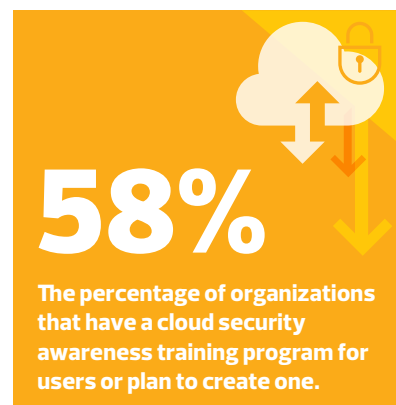 58%
The percentage of organizations
that have a cloud security
awareness training program for
users or plan to create one.